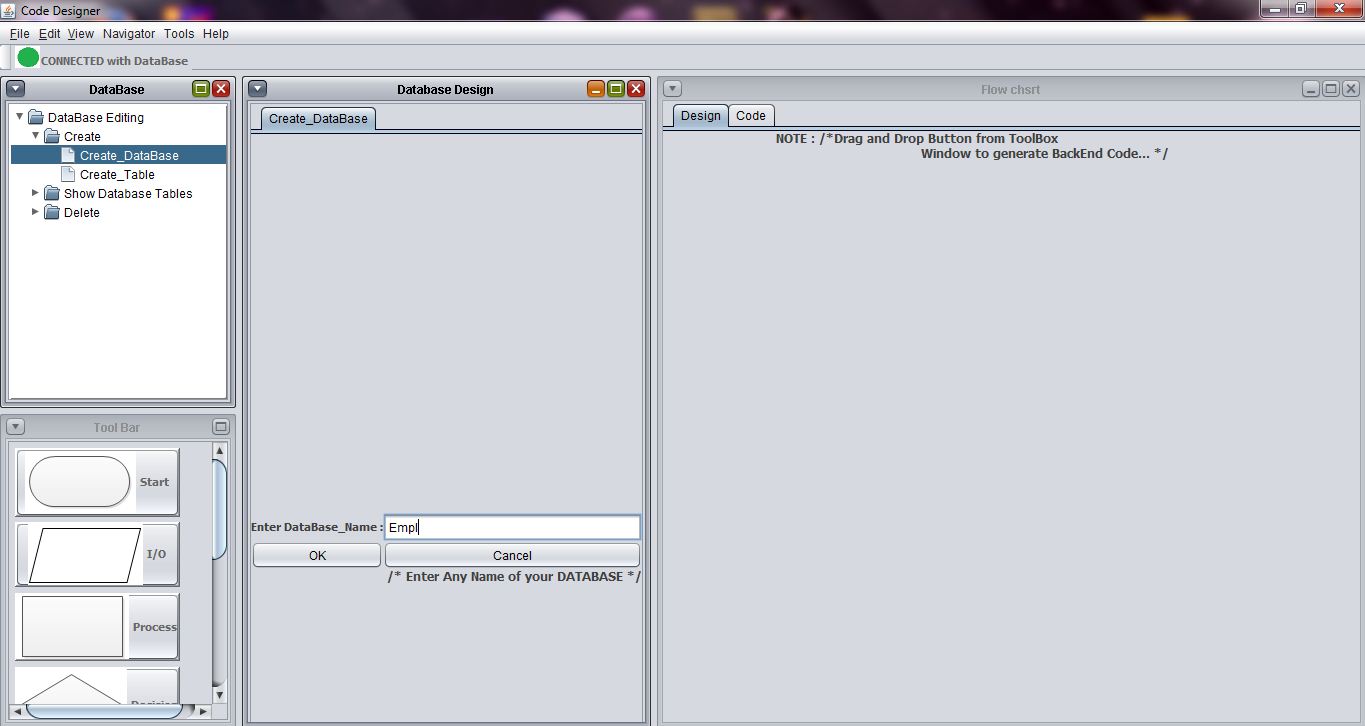 Code Designer
File Edit View Navigator Tools Help
CONNECTED with DataBase
DataBase
DataBase Editing
Create
Create_DataBase
Create_Table
Show Database Tables
Delete
Tool Bar
Start
I/O
Process
Database Design
Create_DataBase
Enter DataBase_Name :
Empl
OK
Cancel
/* Enter Any Name of your DATABASE */
Flow chsrt
Design
Code
NOTE : /*Drag and Drop Button from ToolBox
Window to generate BackEnd Code... */